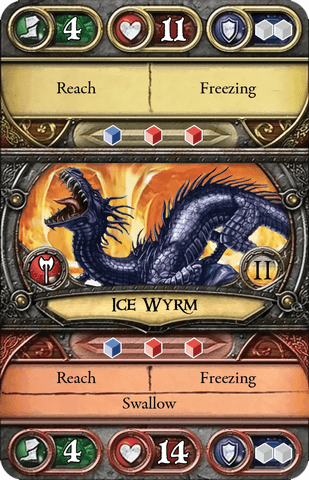 4 11
Reach Freezing
ICE WYRM
II
Reach Freezing
Swallow
4 14